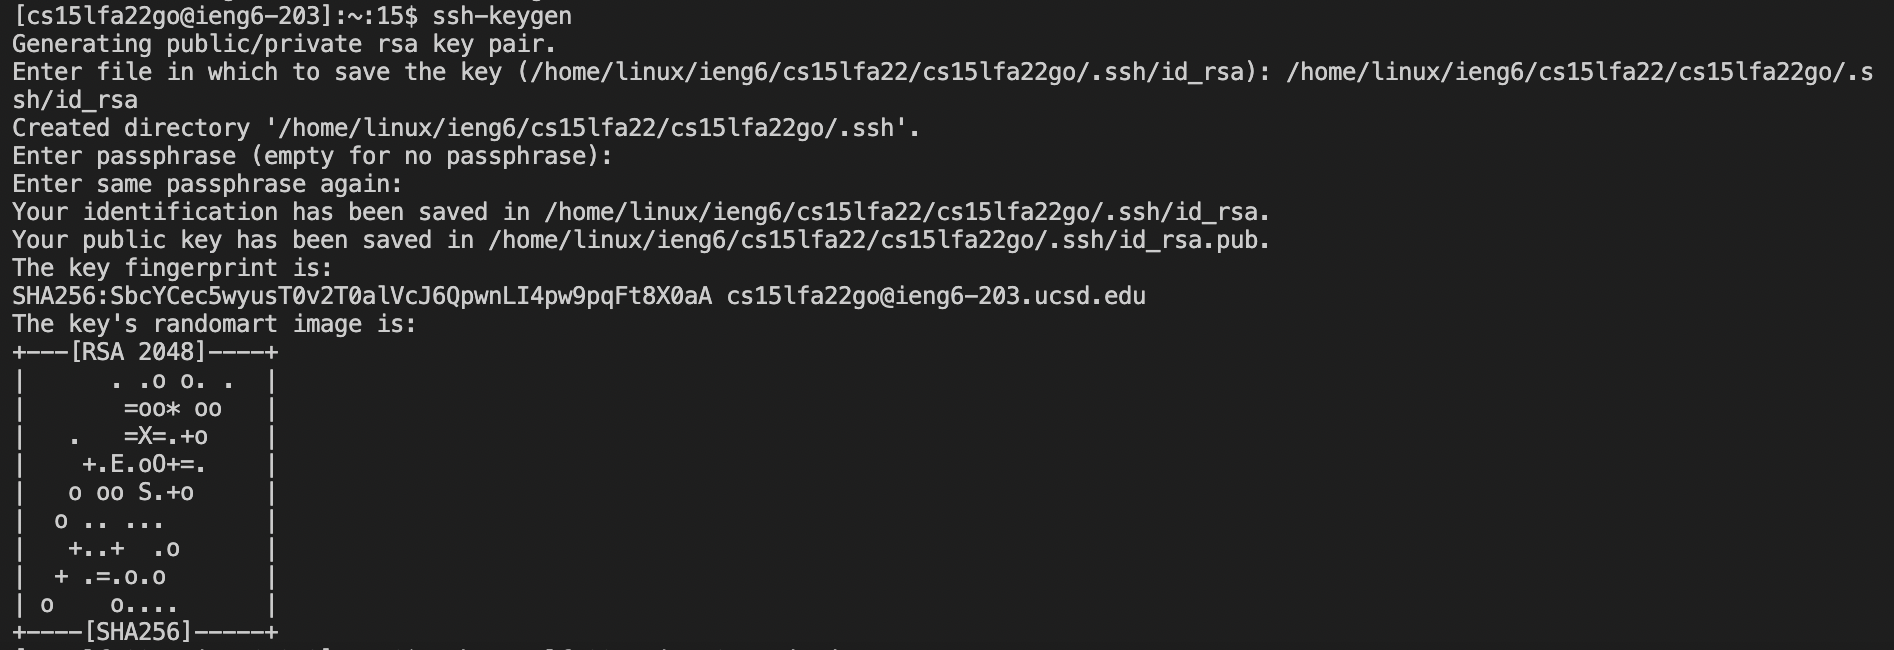 [cs15lfa22go@ieng6-203]:~:15$ ssh-keygen
Generating public/private rsa key pair.
Enter file in which to save the key (/home/linux/ieng6/cs15lfa22/cs15lfa22go/.ssh/id_rsa): /home/linux/ieng6/cs15lfa22/cs15lfa22go/.s
sh/id_rsa
Created directory '/home/linux/ieng6/cs15lfa22/cs15lfa22go/.ssh'.
Enter passphrase (empty for no passphrase):
Enter same passphrase again:
Your identification has been saved in /home/linux/ieng6/cs15lfa22/cs15lfa22go/.ssh/id_rsa.
Your public key has been saved in /home/linux/ieng6/cs15lfa22/cs15lfa22go/.ssh/id_rsa.pub.
The key fingerprint is:
SHA256:SbcYCec5wyusT0v2T0alVcJ6QpwnLI4pw9pqFt8X0aA cs15lfa22go@ieng6-203.ucsd.edu
The key's randomart image is:
+---[RSA 2048]----+
|      . .o o. .  |
|       =oo* oo   |
|   .   =X=.+o    |
|    +.E.oO+=.    |
|   o oo S.+o     |
|  o .. ...       |
|   +..+  .o      |
|  + .=.o.o       |
| o    o....      |
+----[SHA256]-----+